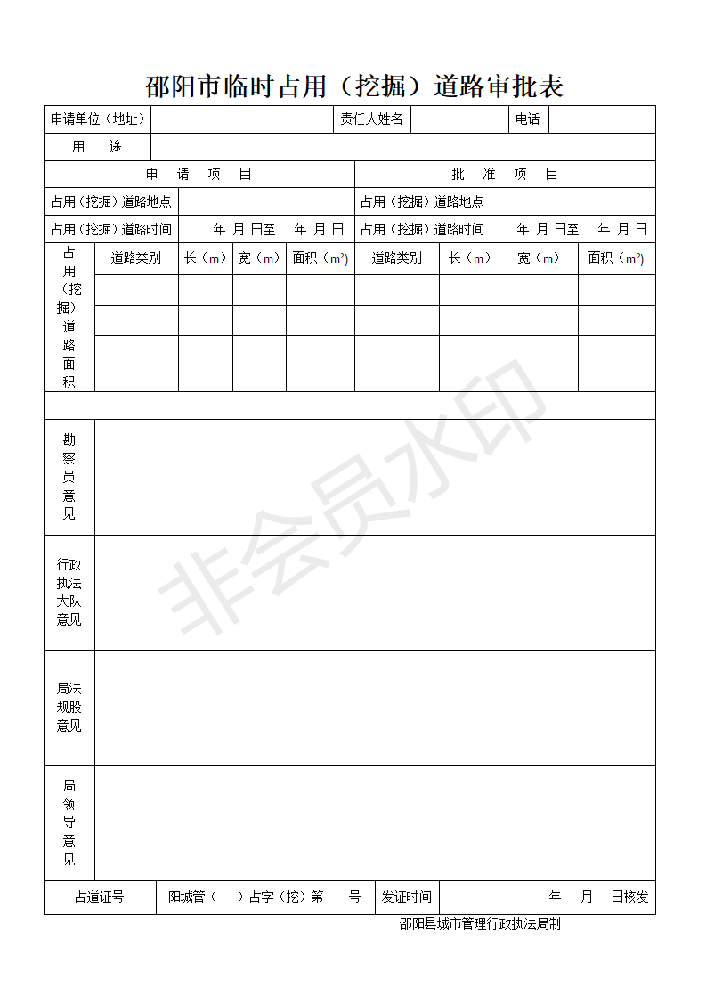 邵阳市临时占用（挖掘）道路审批表
申请单位（地址） 责任人姓名 电话
用 途
申 请 项 目 批 准 项 目
占用（挖掘）道路地点 占用（挖掘）道路地点
占用（挖掘）道路时间 年 月 日至 年 月 日 占用（挖掘）道路时间 年 月 日至 年 月 日
占
用
（挖
掘）
道
路
面
积
道路类别 长（m） 宽（m） 面积（m²） 道路类别 长（m） 宽（m） 面积（m²）
勘
察
员
意
见
行政
执法
大队
意见
局法
规股
意见
局
领
导
意
见
占道证号 阳城管（ ）占字（挖）第 号 发证时间 年 月 日核发
邵阳县城市管理行政执法局制
非会员水印